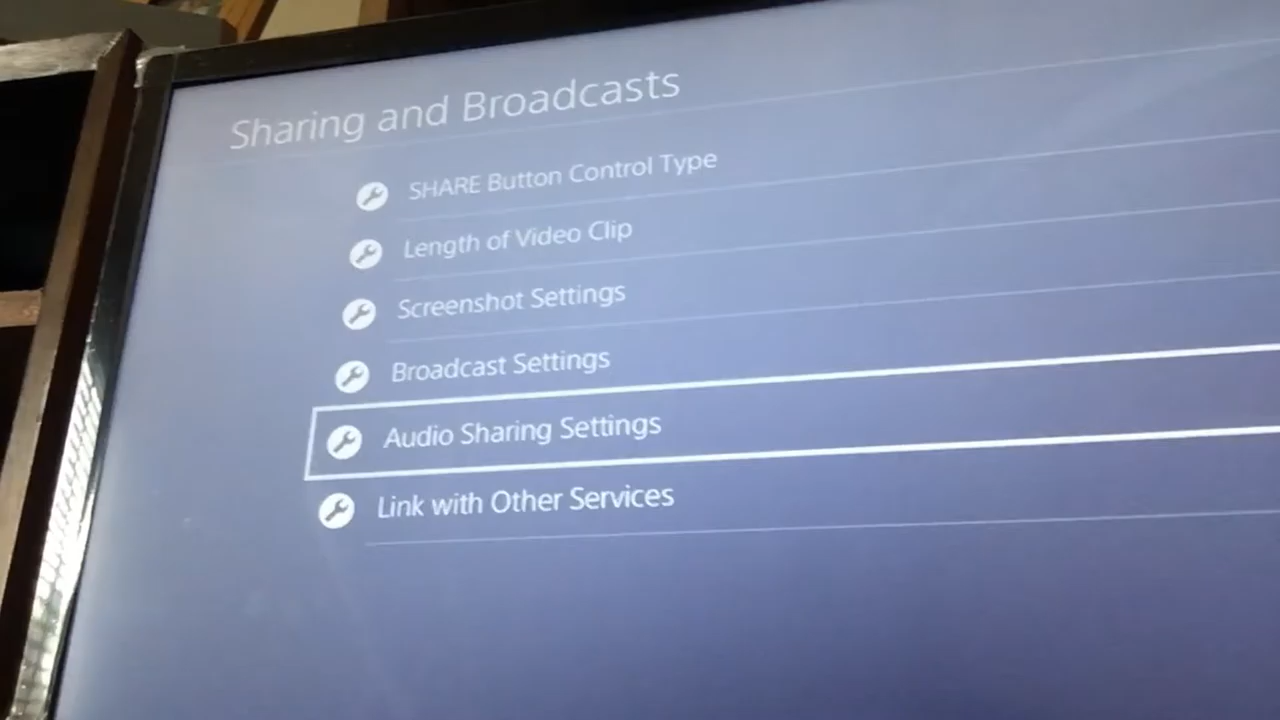 Sharing and Broadcasts
SHARE Button Control Type
Length of Video Clip
Screenshot Settings
Broadcast Settings
Audio Sharing Settings
Link with Other Services